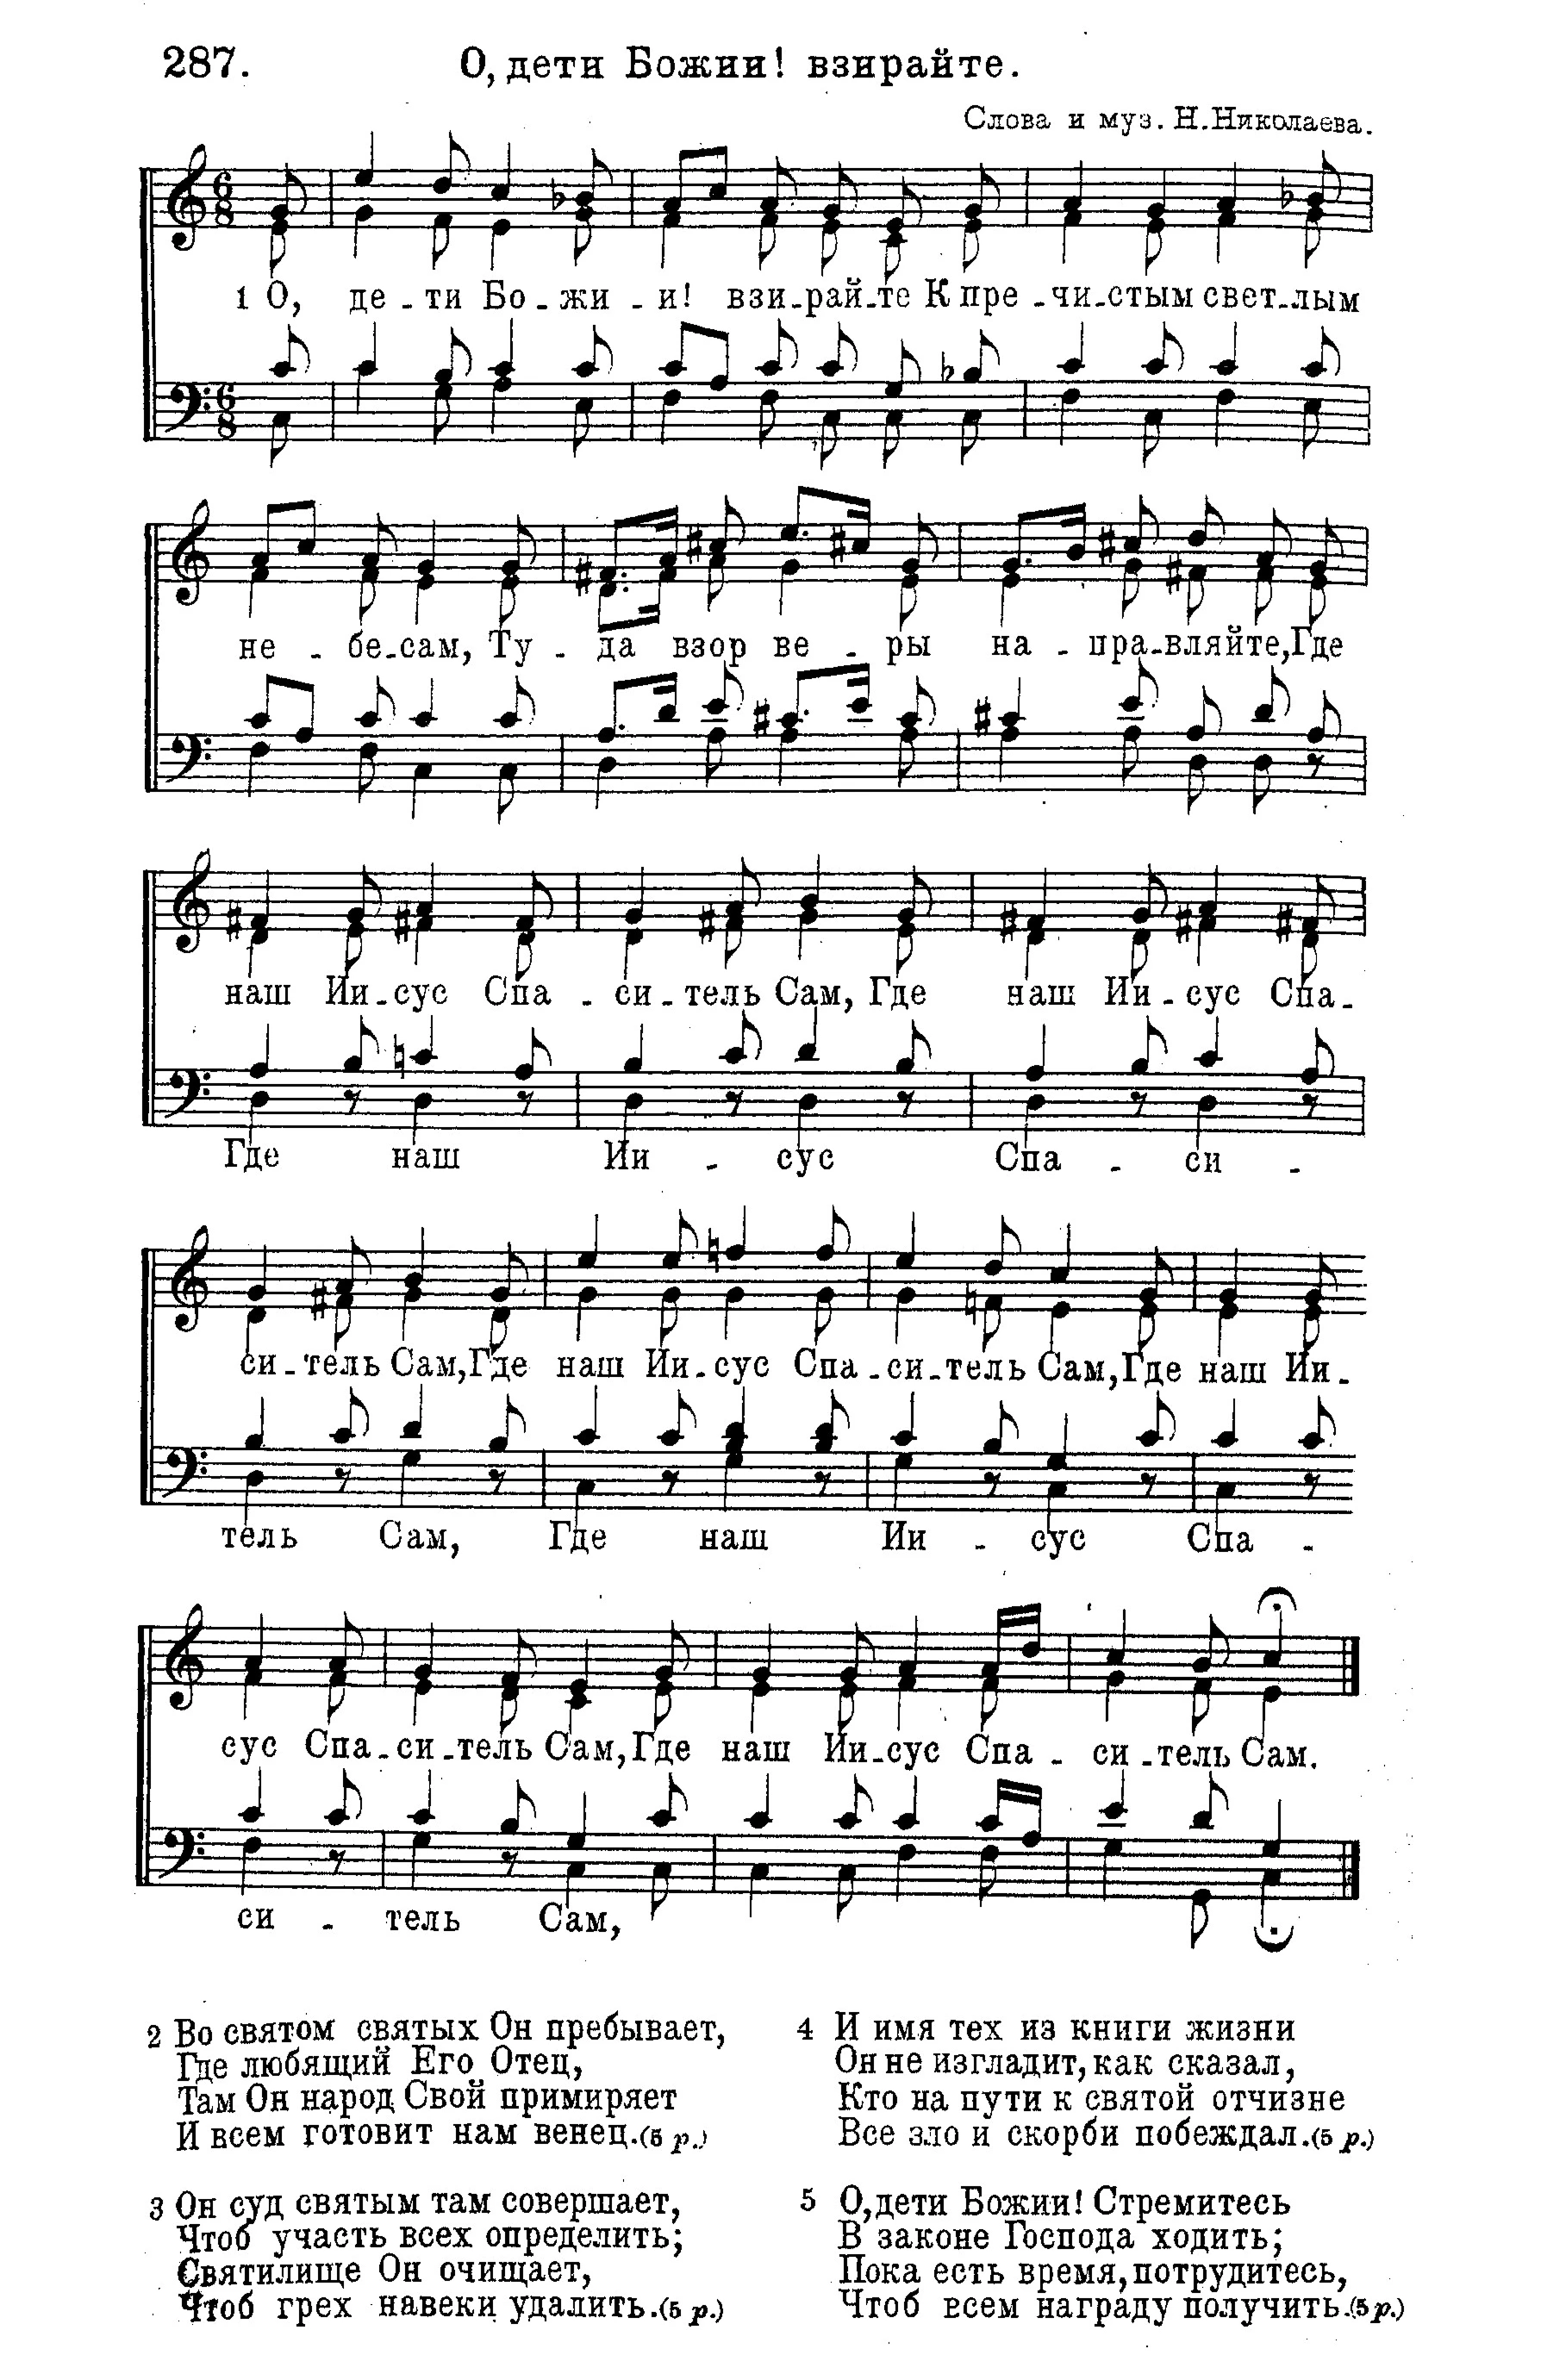 287.	О, дети Божии! взирайте.
Слова и муз. Н.Николаева.
6 8
1 О, де - ти Бо - жи - и! взи-рай-те К пре - чи-стым свет-лым
6 8
не - бе-сам, Ту - да взор ве - ры на - пра-вляйте, Где
наш Ии-сус Спа - си - тель Сам, Где наш Ии - сус Спа-
Где наш Ии - сус Спа - си -
си-тель Сам, Где наш Ии-сус Спа-си-тель Сам, Где наш Ии-
тель Сам, Где наш Ии - сус Спа -
сус Спа-си-тель Сам, Где наш Ии-сус Спа - си-тель Сам.
си - тель Сам,
2 Во святом святых Он пребывает,
Где любящий Его Отец,
Там Он народ Свой примиряет
И всем готовит нам венец.(5 р.)
3 Он суд святым там совершает,
Чтоб участь всех определить;
Святилище Он очищает,
Чтоб грех навеки удалить.(5 р.)
4 И имя тех из книги жизни
Он не изгладит, как сказал,
Кто на пути к святой отчизне
Все зло и скорби побеждал.(5 р.)
5 О, дети Божии! Стремитесь
В законе Господа ходить;
Пока есть время, потрудитесь,
Чтоб всем награду получить.(5 р.)